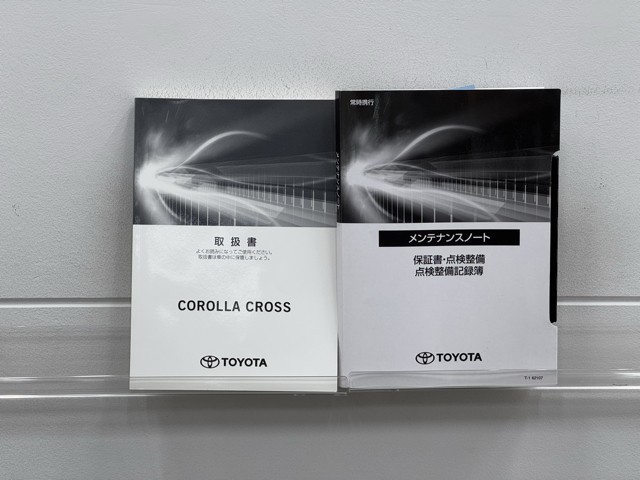 取扱書
よくお読みになってご使用ください。
取扱書は車の中に保管しましょう。
COROLLA CROSS
TOYOTA
常時携行
メンテナンスノート
保証書・点検整備
点検整備記録簿
TOYOTA